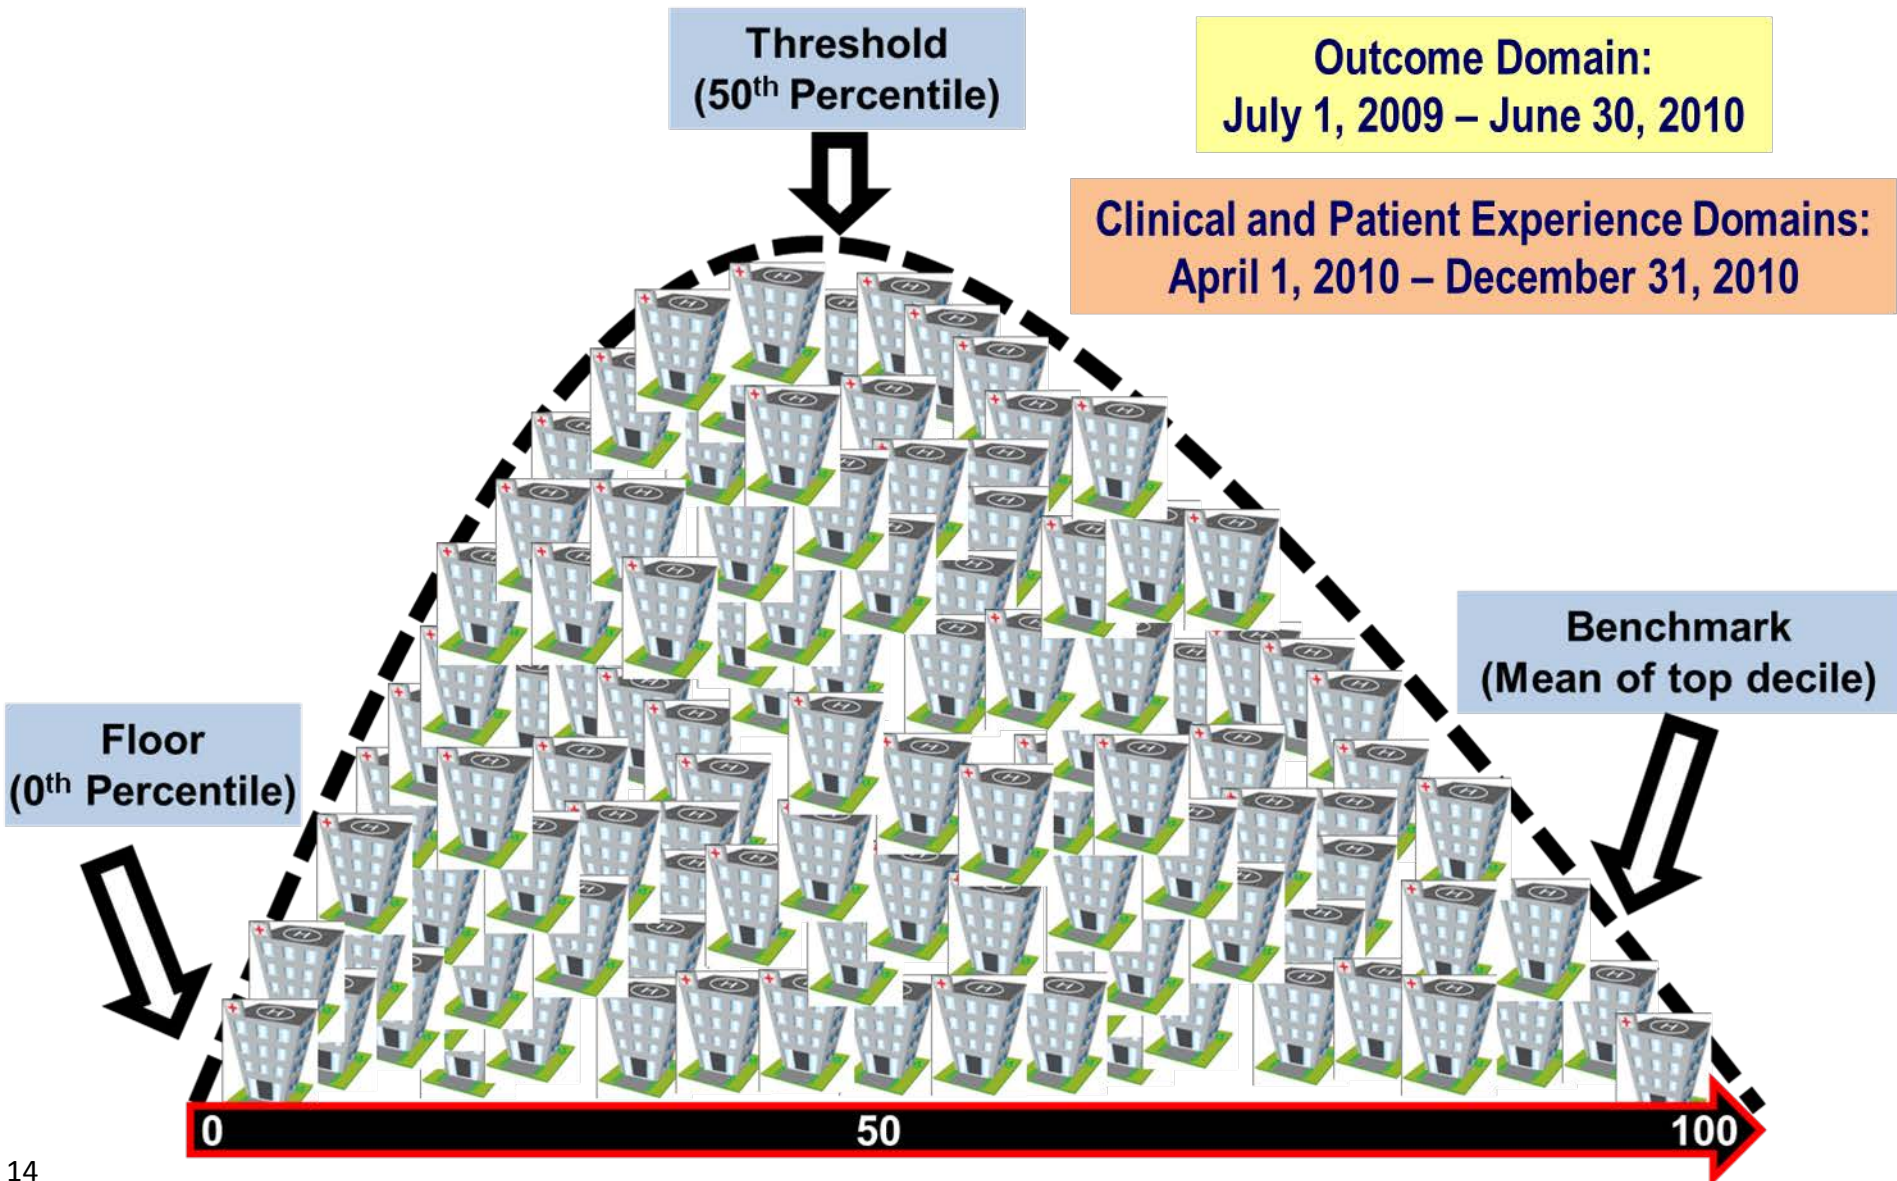 Threshold
(50th Percentile)
Outcome Domain:
July 1, 2009 – June 30, 2010
Clinical and Patient Experience Domains:
April 1, 2010 – December 31, 2010
Benchmark
(Mean of top decile)
Floor
(0th Percentile)
0 50 100
14